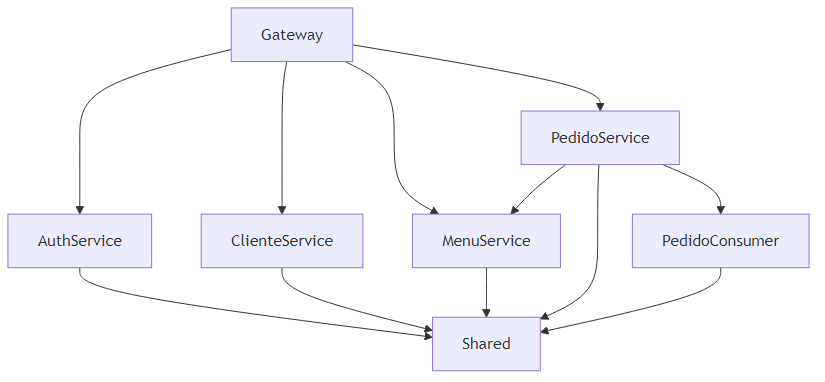 Gateway
PedidoService
AuthService
ClienteService
MenuService
PedidoConsumer
Shared